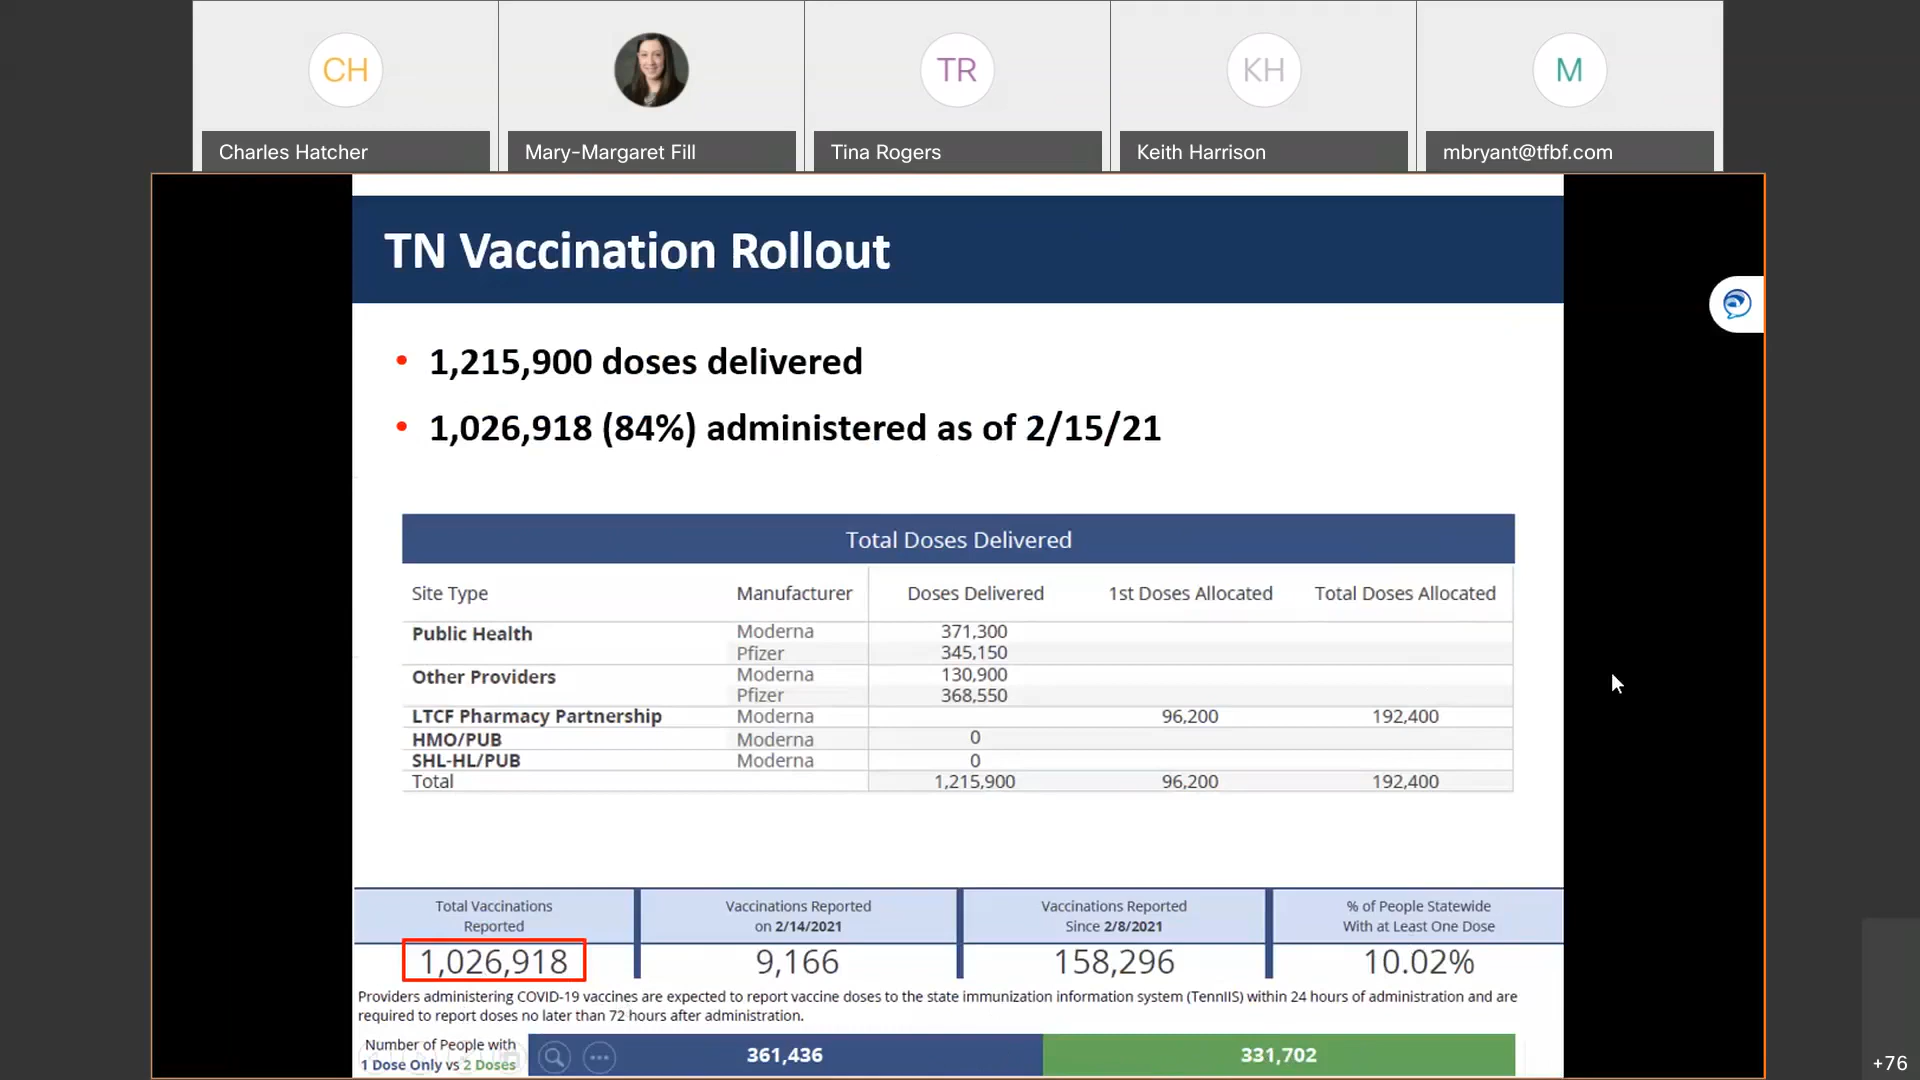 CH
TR
KH
M
Charles Hatcher
Mary-Margaret Fill
Tina Rogers
Keith Harrison
mbryant@tfbf.com
TN Vaccination Rollout
• 1,215,900 doses delivered
• 1,026,918 (84%) administered as of 2/15/21
Total Doses Delivered
Site Type Manufacturer Doses Delivered 1st Doses Allocated Total Doses Allocated
Public Health Moderna 371,300
Pfizer 345,150
Other Providers Moderna 130,900
Pfizer 368,550
LTCF Pharmacy Partnership Moderna 96,200 192,400
HMO/PUB Moderna 0
SHL-HL/PUB Moderna 0
Total 1,215,900 96,200 192,400
Total Vaccinations
Reported
1,026,918
Vaccinations Reported
on 2/14/2021
9,166
Vaccinations Reported
Since 2/8/2021
158,296
% of People Statewide
With at Least One Dose
10.02%
Providers administering COVID-19 vaccines are expected to report vaccine doses to the state immunization information system (TennIIS) within 24 hours of administration and are
required to report doses no later than 72 hours after administration.
Number of People with
1 Dose Only vs 2 Doses
361,436
331,702
+76